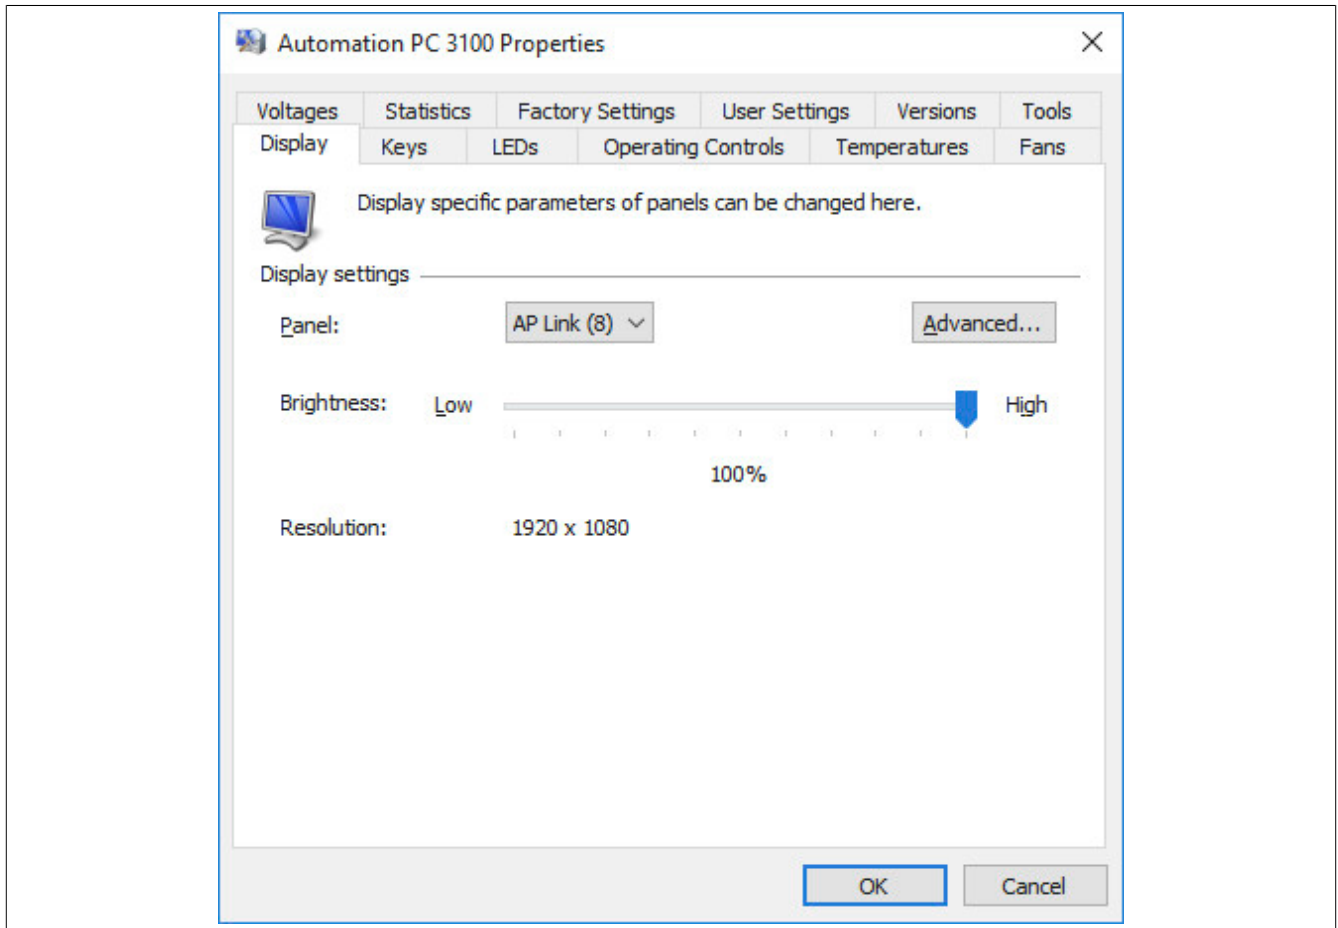 Automation PC 3100 Properties
Voltages Statistics Factory Settings User Settings Versions Tools
Display Keys LEDs Operating Controls Temperatures Fans
Display specific parameters of panels can be changed here.
Display settings
Panel: AP Link (8) Advanced...
Brightness: Low High
100%
Resolution: 1920 x 1080
OK Cancel